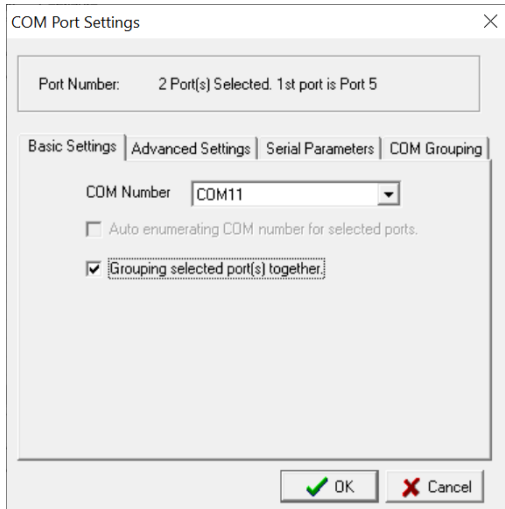 COM Port Settings
Port Number: 2 Port(s) Selected. 1st port is Port 5
Basic Settings Advanced Settings Serial Parameters COM Grouping
COM Number COM11
Auto enumerating COM number for selected ports.
Grouping selected port(s) together.
OK Cancel